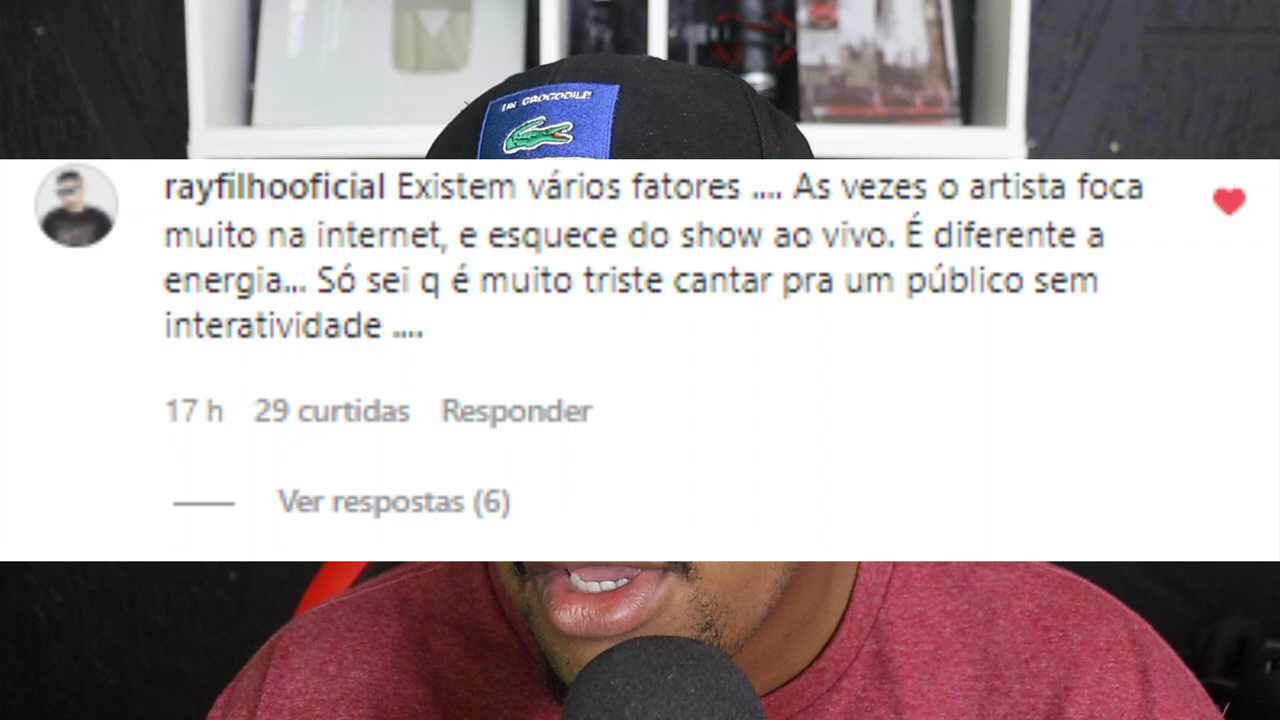 rayfilhooficial Existem vários fatores .... As vezes o artista foca
muito na internet, e esquece do show ao vivo. É diferente a
energia... Só sei q é muito triste cantar pra um público sem
interatividade ....
17 h 29 curtidas Responder
Ver respostas (6)